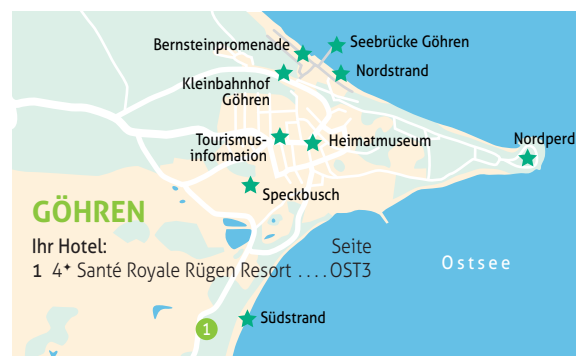 Bernsteinpromenade
Seebrücke Göhren
Kleinbahnhof
Göhren
Nordstrand
Tourismus-
information
Heimatmuseum
Nordperd
Speckbusch
GÖHREN
Ihr Hotel: Seite
1 4+ Santé Royale Rügen Resort .... OST3
Ostsee
1
Südstrand